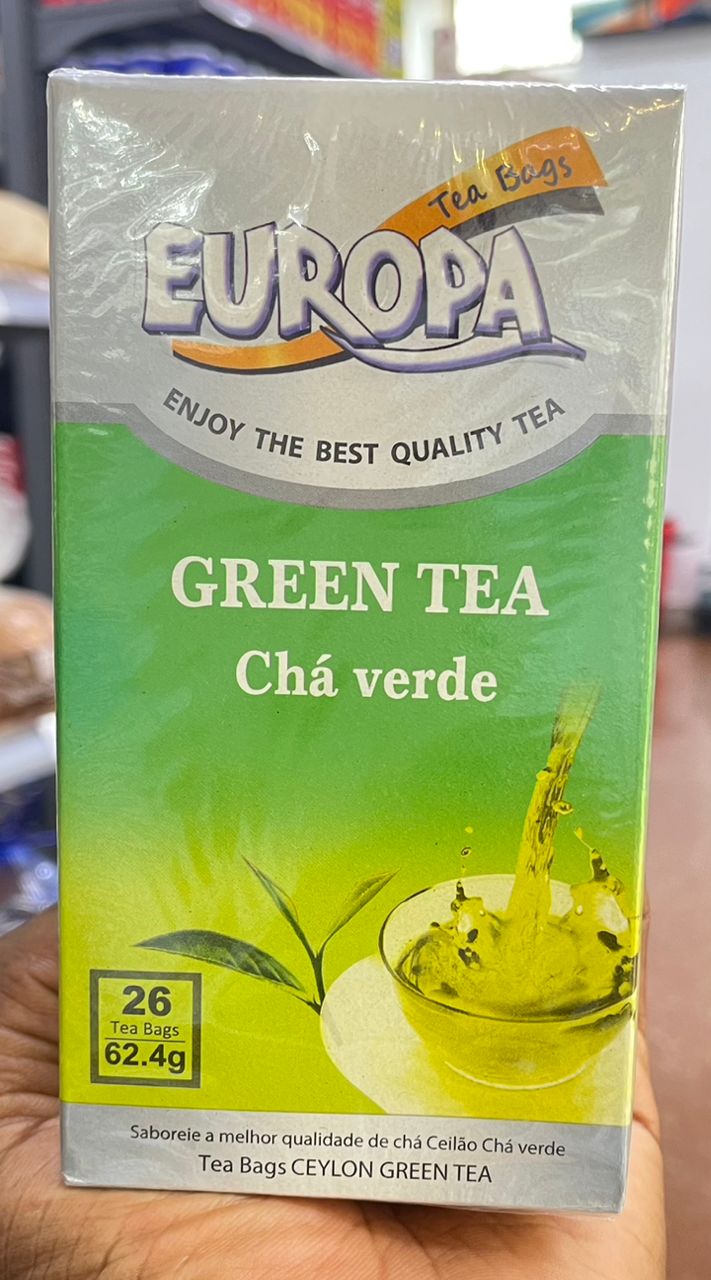 Tea Bags
EUROPA
ENJOY THE BEST QUALITY TEA
GREEN TEA
Chá verde
26
Tea Bags
62.4g
Saboreie a melhor qualidade de chá Ceilão Chá verde
Tea Bags CEYLON GREEN TEA